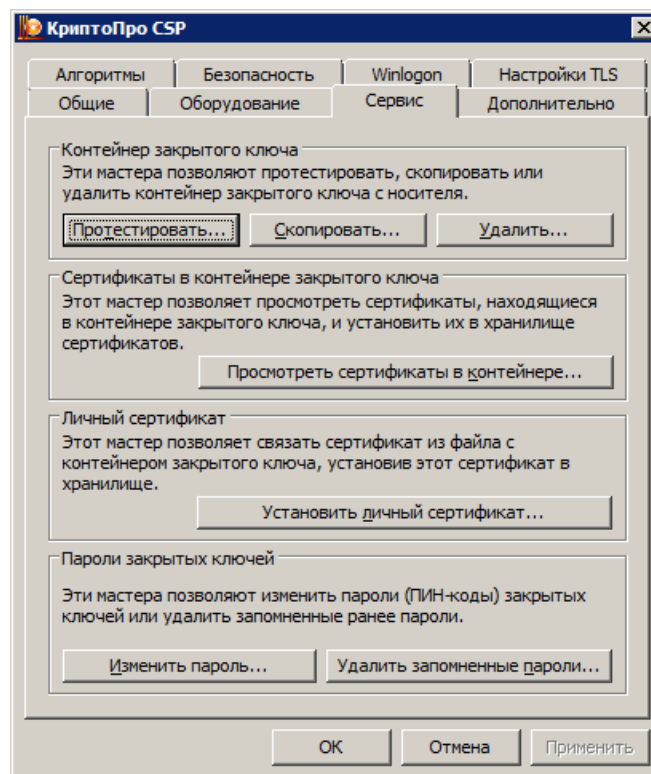 КриптоПро CSP
Алгоритмы Безопасность Winlogon Настройки TLS
Общие Оборудование Сервис Дополнительно
Контейнер закрытого ключа
Эти мастера позволяют протестировать, скопировать или
удалить контейнер закрытого ключа с носителя.
Протестировать... Скопировать... Удалить...
Сертификаты в контейнере закрытого ключа
Этот мастер позволяет просмотреть сертификаты, находящиеся
в контейнере закрытого ключа, и установить их в хранилище
сертификатов.
Просмотреть сертификаты в контейнере...
Личный сертификат
Этот мастер позволяет связать сертификат из файла с
контейнером закрытого ключа, установив этот сертификат в
хранилище.
Установить личный сертификат...
Пароли закрытых ключей
Эти мастера позволяют изменить пароли (ПИН-коды) закрытых
ключей или удалить запомненные ранее пароли.
Изменить пароль... Удалить запомненные пароли...
ОК Отмена Применить